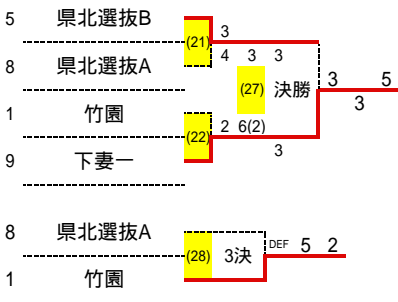 5 県北選抜B
3
(21)
4 3 3
8 県北選抜A
(27) 決勝 3 5
3
1 竹園
(22) 2 6(2)
3
9 下妻一
8 県北選抜A
DEF 5 2
(28) 3決
1 竹園